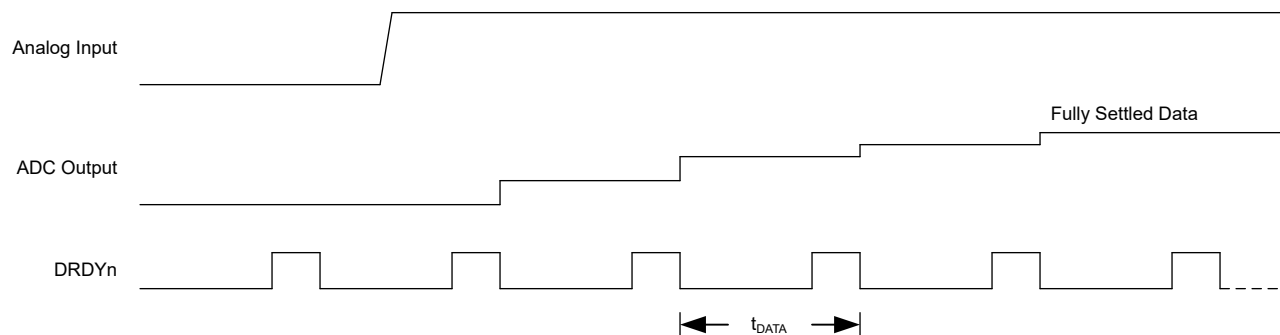 Analog Input
Fully Settled Data
ADC Output
DRDYn
tDATA